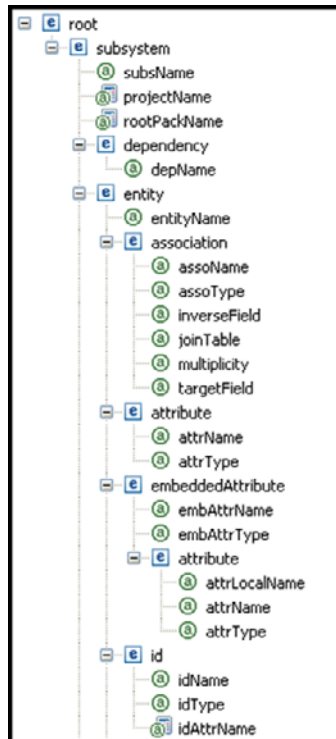 e root
e subsystem
a subsName
a projectName
a rootPackName
e dependency
a depName
e entity
a entityName
e association
a assoName
a assoType
a inverseField
a joinTable
a multiplicity
a targetField
e attribute
a attrName
a attrType
e embeddedAttribute
a embAttrName
a embAttrType
e attribute
a attrLocalName
a attrName
a attrType
e id
a idName
a idType
a idAttrName